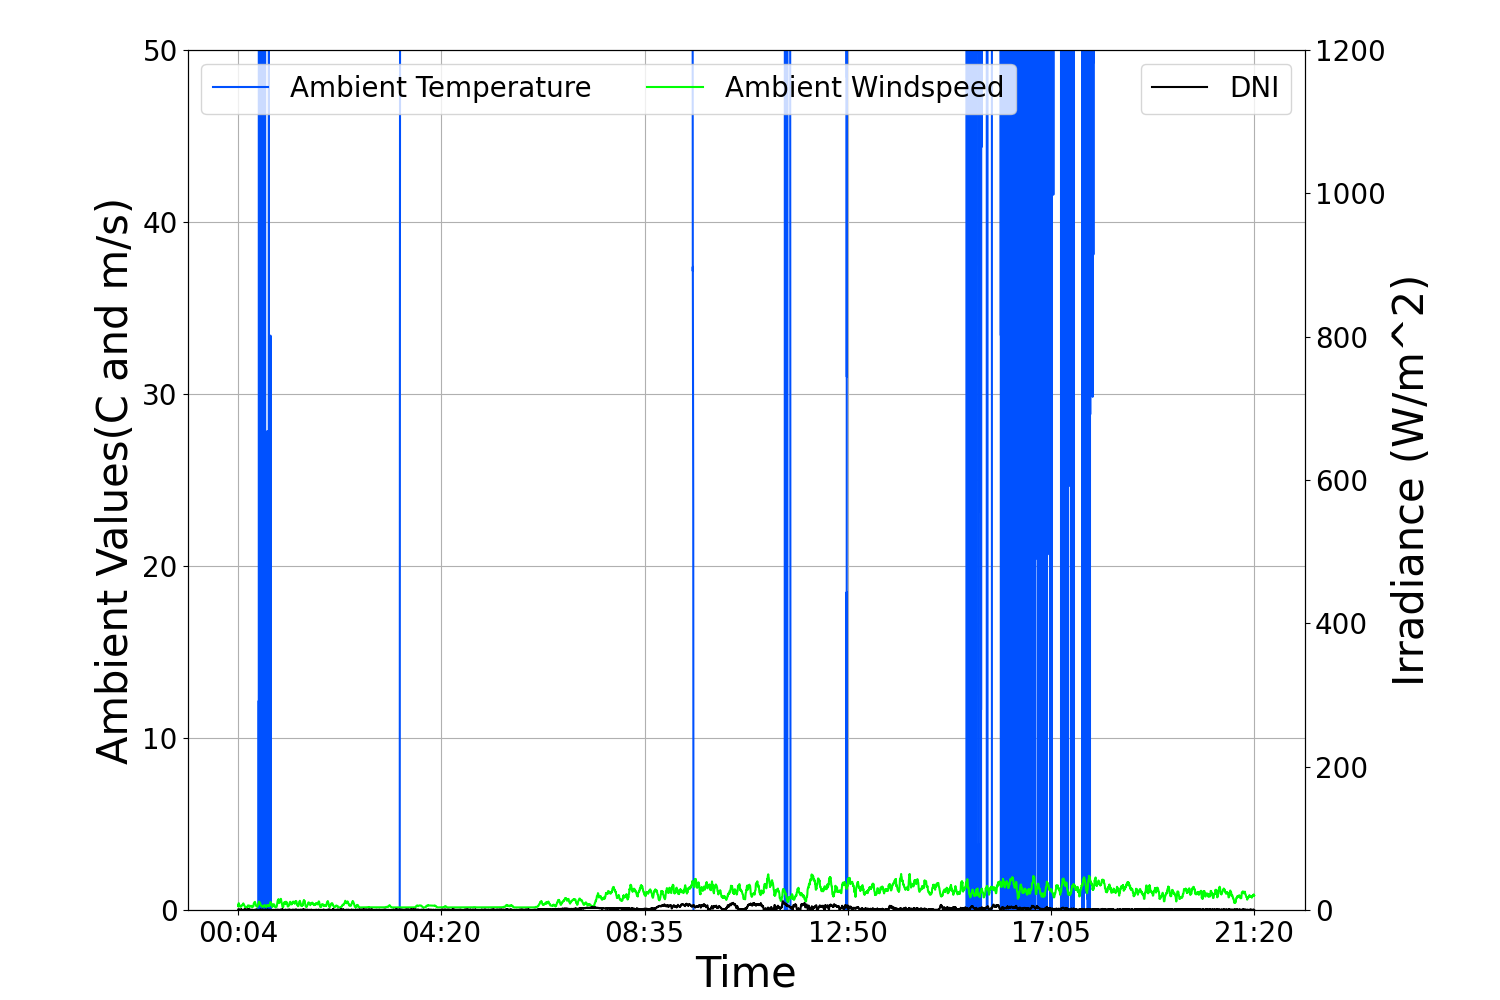 Ambient Temperature Ambient Windspeed DNI
50
40
30
20
10
0
Ambient Values(C and m/s)
1200
1000
800
600
400
200
0
Irradiance (W/m^2)
00:04 04:20 08:35 12:50 17:05 21:20
Time